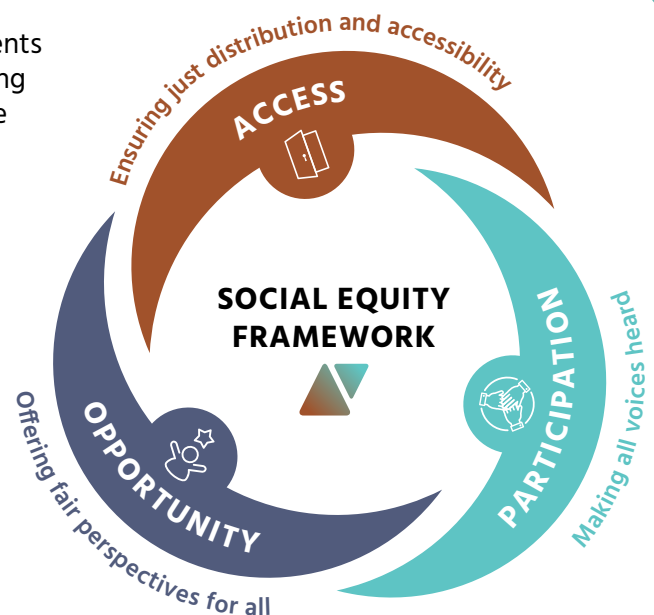 ents
ng
e
Ensuring just distribution and accessibility
ACCESS
SOCIAL EQUITY
FRAMEWORK
PARTICIPATION
Making all voices heard
OPPORTUNITY
Offering fair perspectives for all